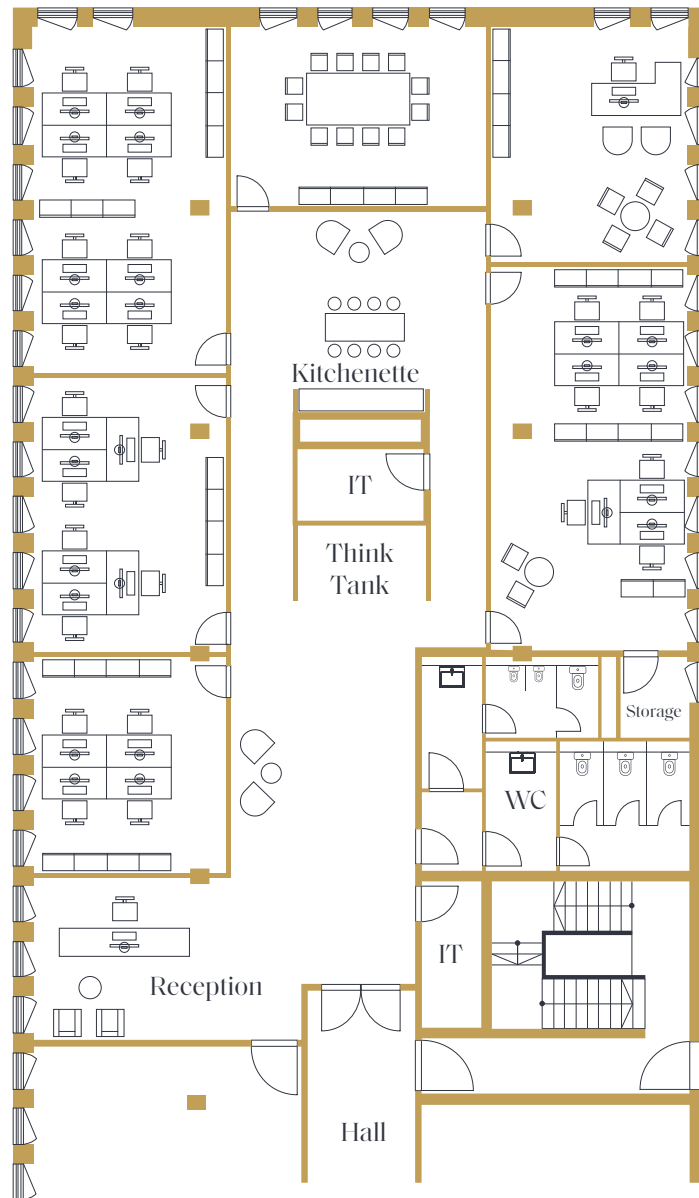 Kitchenette
IT
Think
Tank
Storage
WC
IT
Reception
Hall